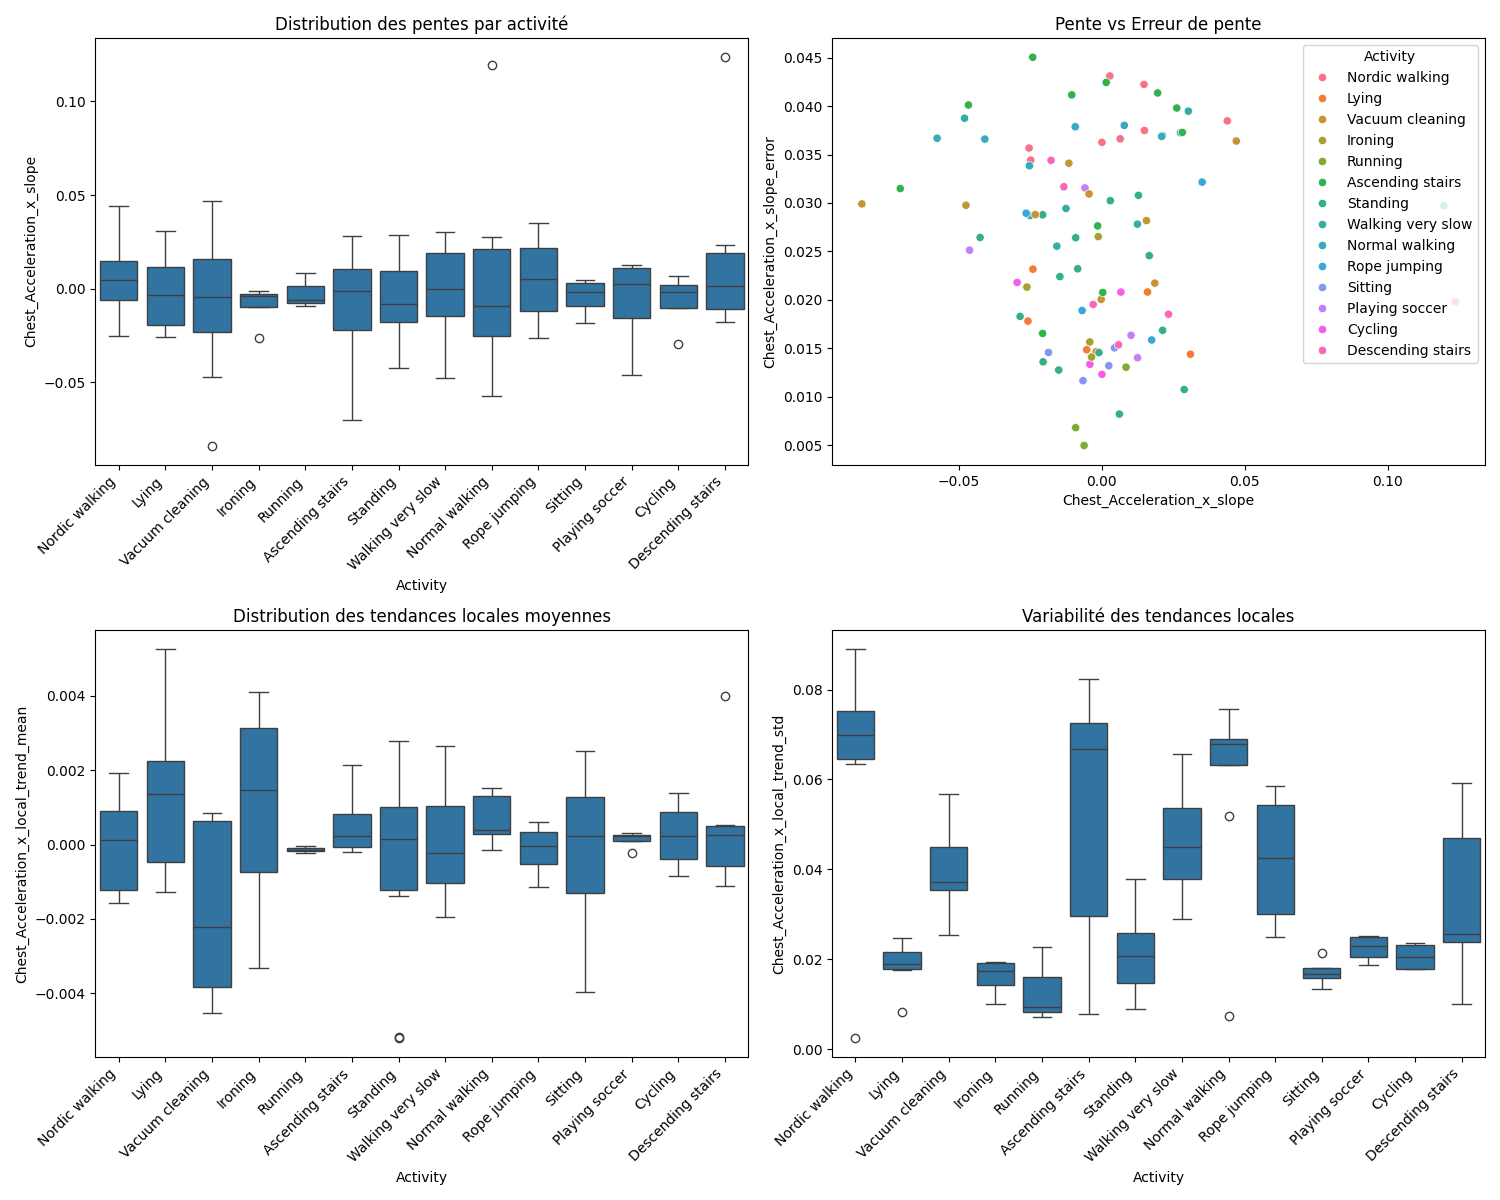 Distribution des pentes par activité
Chest_Acceleration_x_slope
0.10
0.05
0.00
−0.05
Nordic walking
Lying
Vacuum cleaning
Ironing
Running
Ascending stairs
Standing
Walking very slow
Normal walking
Rope jumping
Sitting
Playing soccer
Cycling
Descending stairs
Activity
Pente vs Erreur de pente
Chest_Acceleration_x_slope_error
0.045
0.040
0.035
0.030
0.025
0.020
0.015
0.010
0.005
Activity
Nordic walking
Lying
Vacuum cleaning
Ironing
Running
Ascending stairs
Standing
Walking very slow
Normal walking
Rope jumping
Sitting
Playing soccer
Cycling
Descending stairs
−0.05
0.00
0.05
0.10
Chest_Acceleration_x_slope
Distribution des tendances locales moyennes
Chest_Acceleration_x_local_trend_mean
0.004
0.002
0.000
−0.002
−0.004
Nordic walking
Lying
Vacuum cleaning
Ironing
Running
Ascending stairs
Standing
Walking very slow
Normal walking
Rope jumping
Sitting
Playing soccer
Cycling
Descending stairs
Activity
Variabilité des tendances locales
Chest_Acceleration_x_local_trend_std
0.08
0.06
0.04
0.02
0.00
Nordic walking
Lying
Vacuum cleaning
Ironing
Running
Ascending stairs
Standing
Walking very slow
Normal walking
Rope jumping
Sitting
Playing soccer
Cycling
Descending stairs
Activity